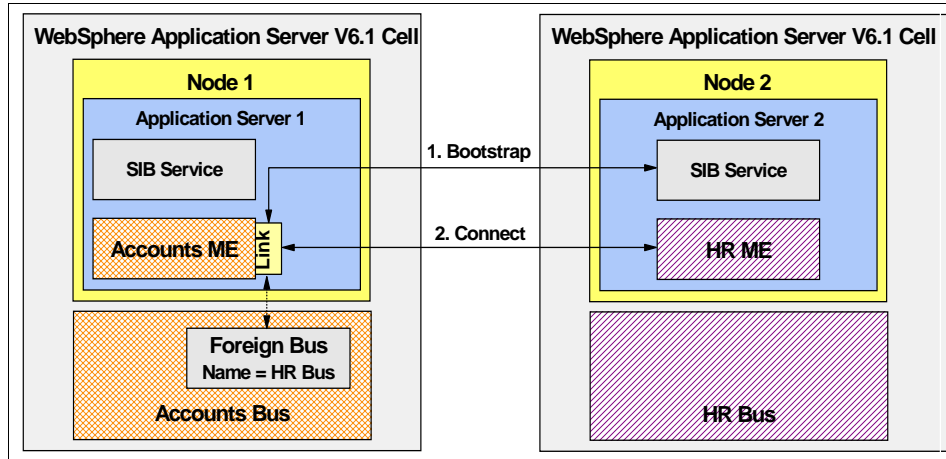 WebSphere Application Server V6.1 Cell
Node 1
Application Server 1
SIB Service
Accounts ME
Link
Foreign Bus
Name = HR Bus
Accounts Bus
1. Bootstrap
2. Connect
WebSphere Application Server V6.1 Cell
Node 2
Application Server 2
SIB Service
HR ME
HR Bus